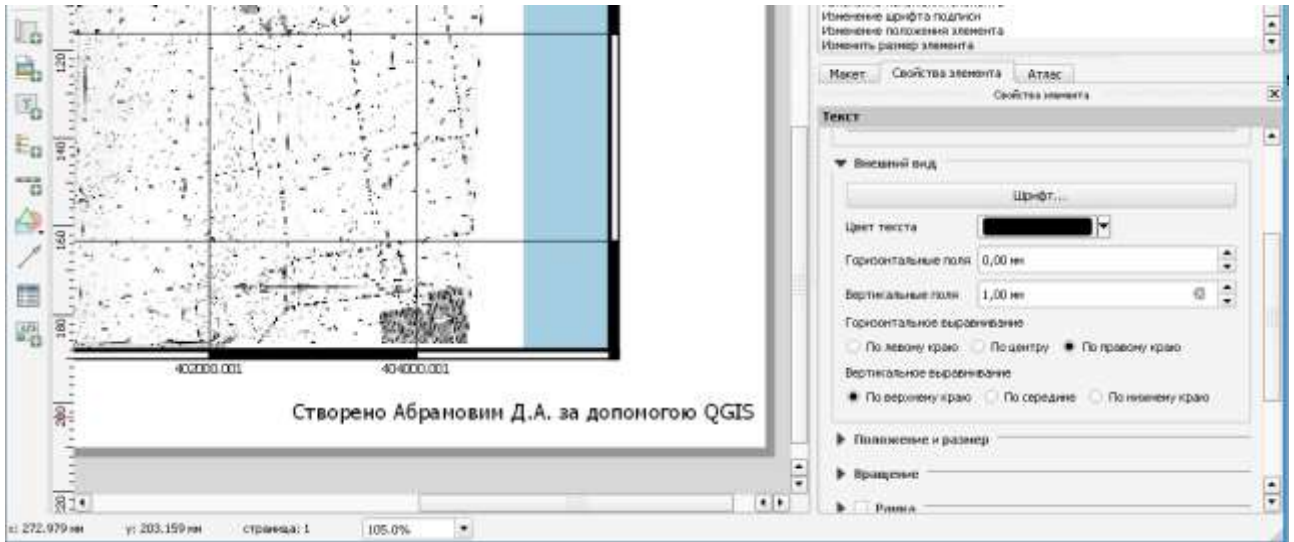 Изменение шрифта подписи
Изменение положения элемента
Изменить размер элемента
Макет Свойства элемента Атлас
Свойства элемента
Текст
Внешний вид
Шрифт...
Цвет текста
Горизонтальные поля 0,00 мм
Вертикальные поля 1,00 мм
Горизонтальное выравнивание
По левому краю По центру По правому краю
Вертикальное выравнивание
По верхнему краю По середине По нижнему краю
Положение и размер
Вращение
Рамка
120
140
160
180
200
220
402000.001 404000.001
Створено Абрамовим Д.А. за допомогою QGIS
x: 272.979 мм y: 203.159 мм страница: 1 105.0%